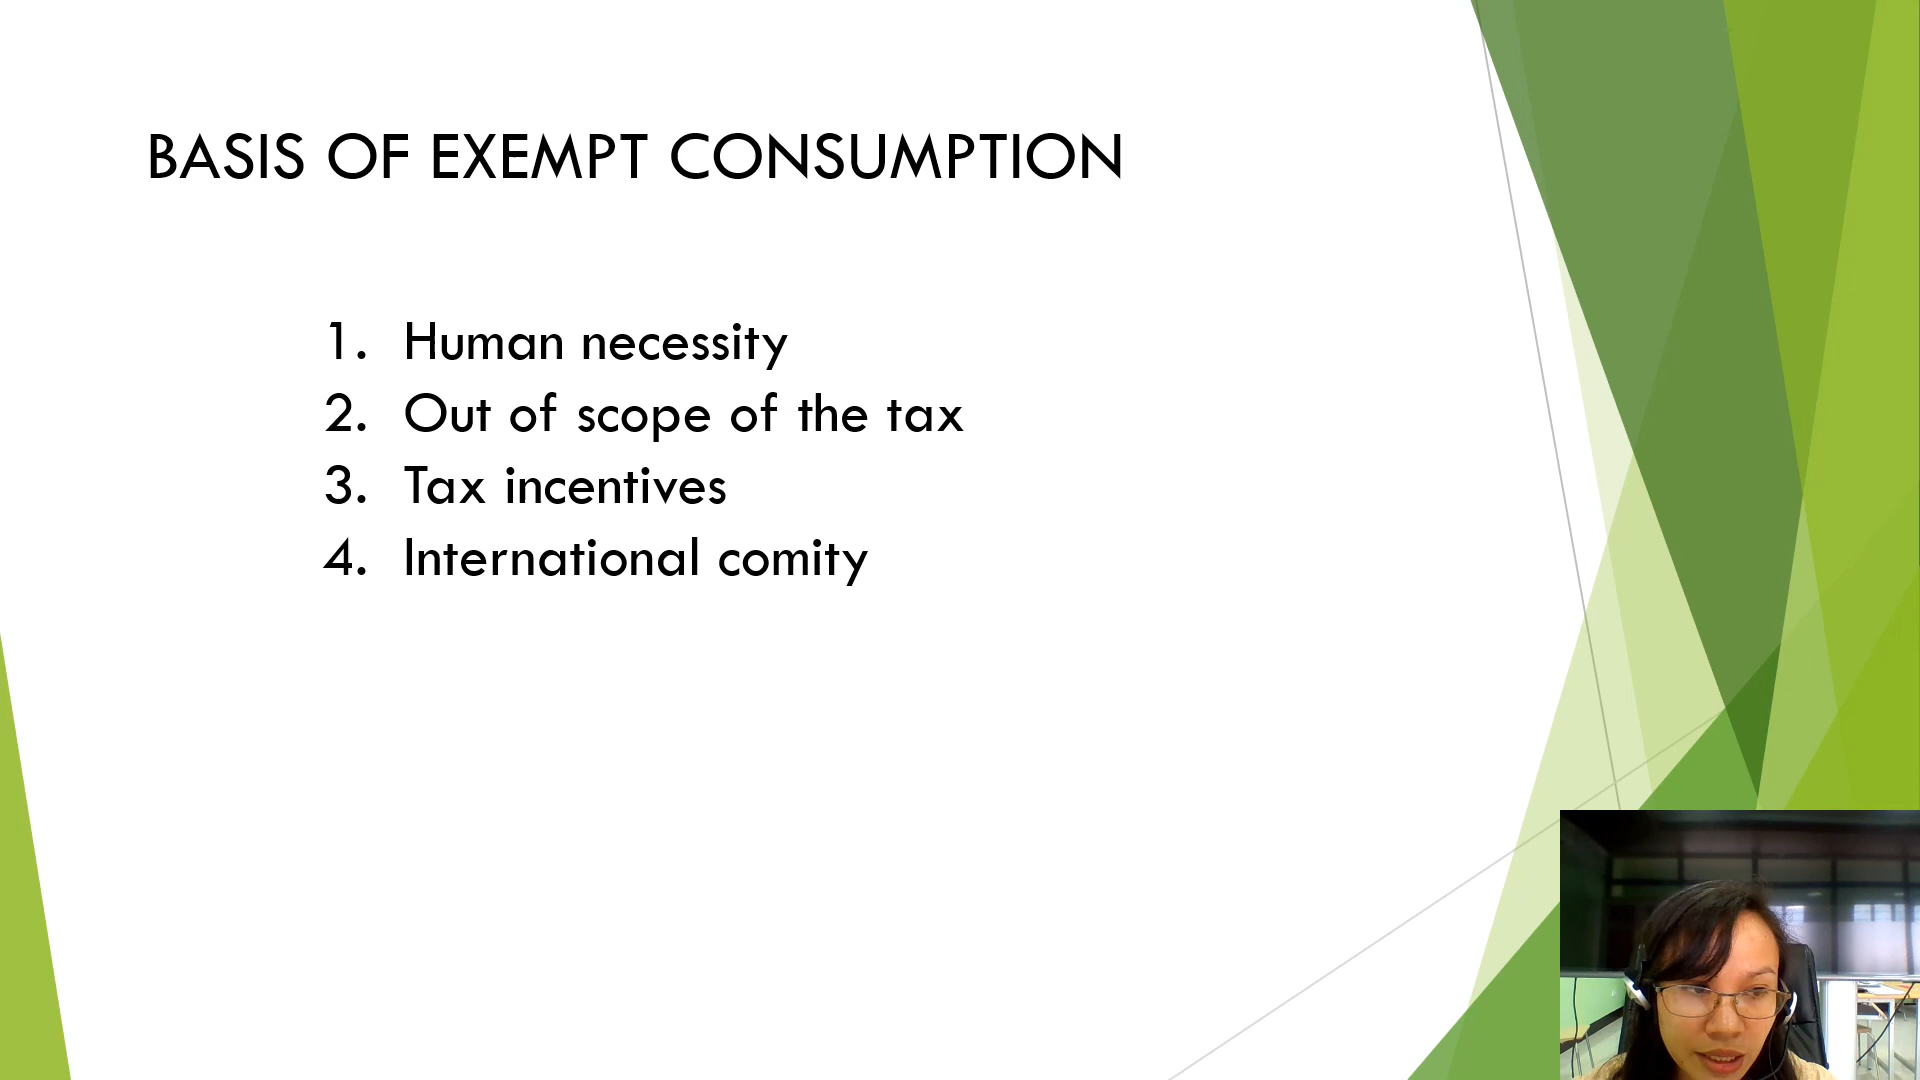 BASIS OF EXEMPT CONSUMPTION
1. Human necessity
2. Out of scope of the tax
3. Tax incentives
4. International comity